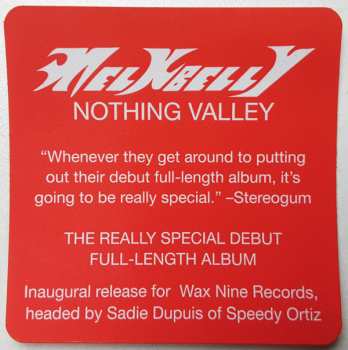 MELKBELLY
NOTHING VALLEY
“Whenever they get around to putting
out their debut full-length album, it’s
going to be really special.” –Stereogum
THE REALLY SPECIAL DEBUT
FULL-LENGTH ALBUM
Inaugural release for Wax Nine Records,
headed by Sadie Dupuis of Speedy Ortiz